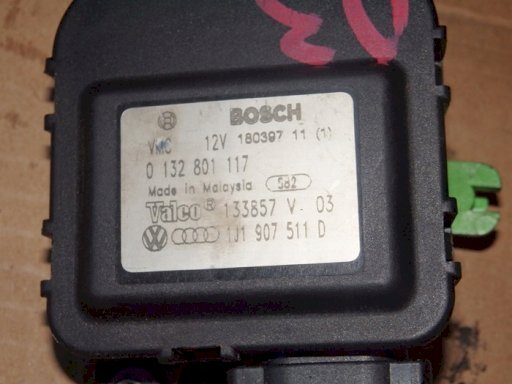 BOSCH
VMC 12V 180397 11 (1)
0 132 801 117
Made in Malaysia 582
Valeo® 133857 V. 03
1J1 907 511 D